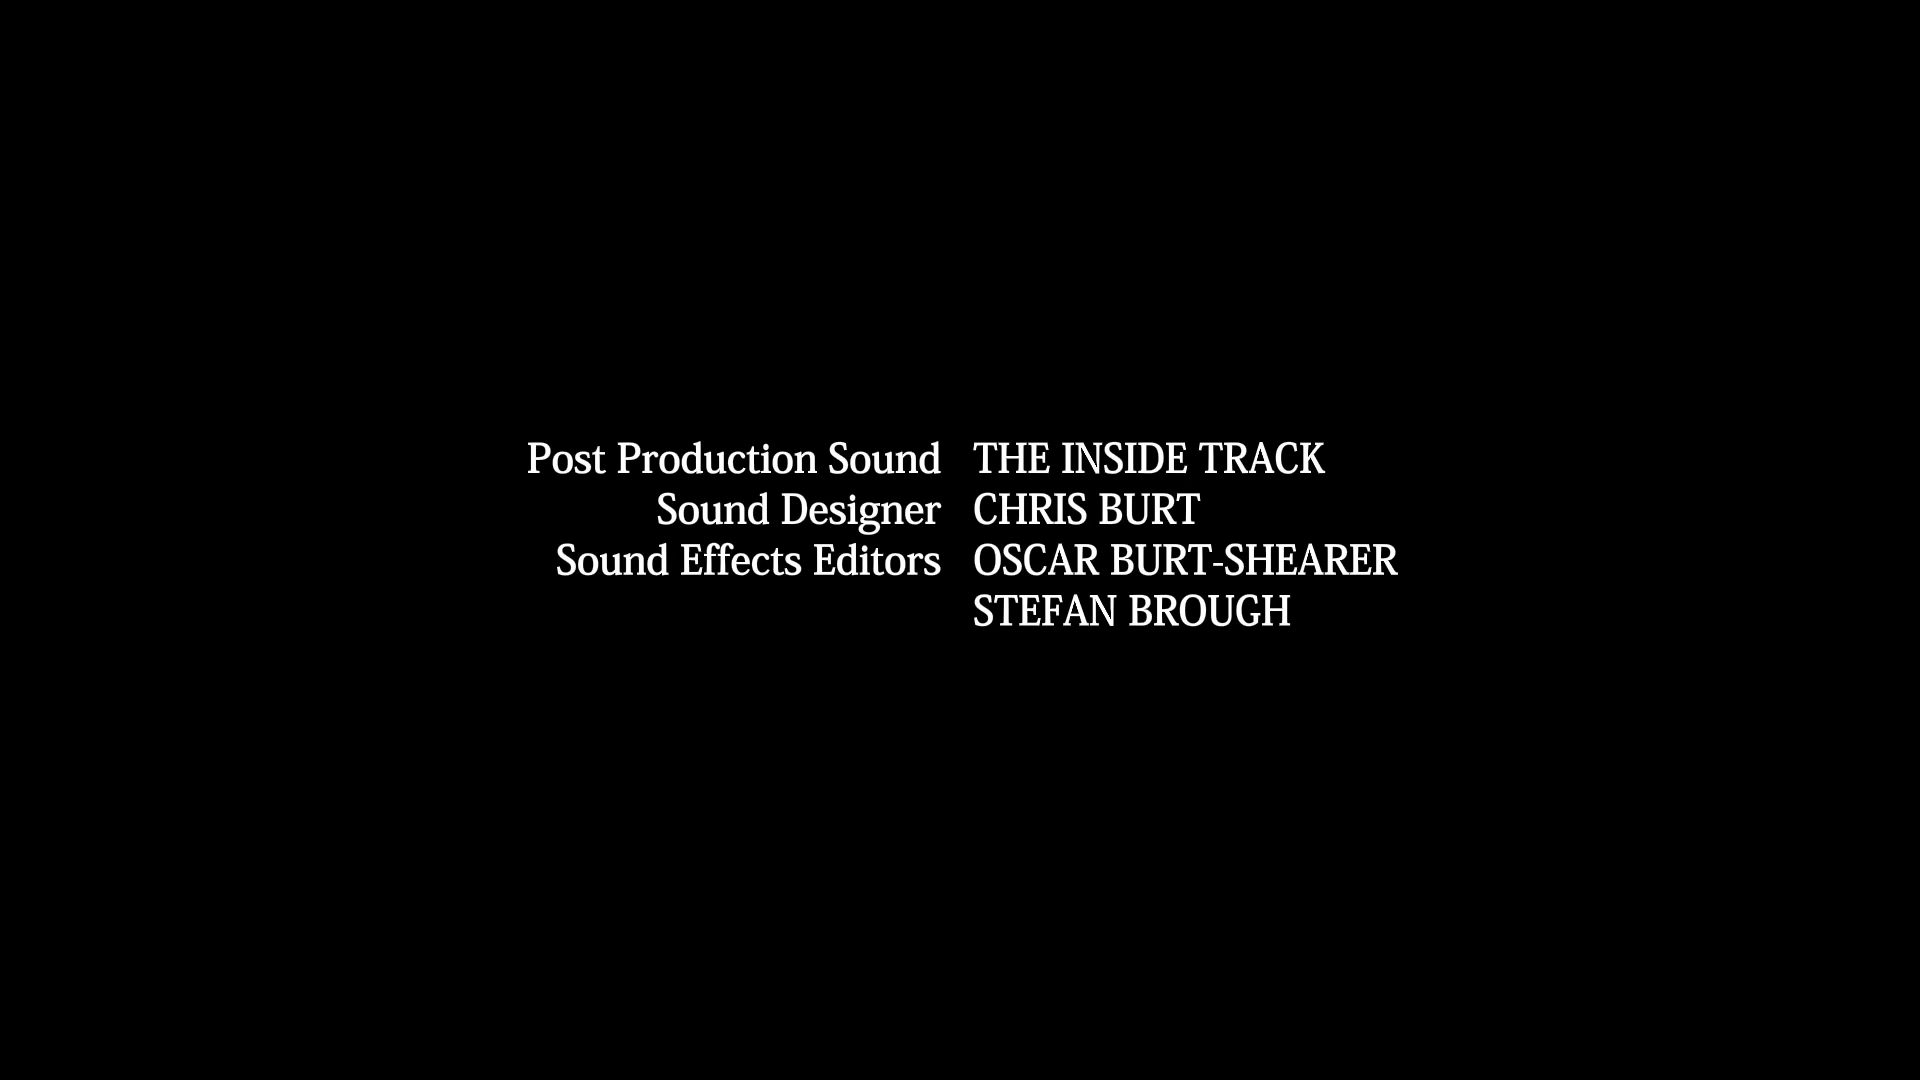 Post Production Sound THE INSIDE TRACK
Sound Designer CHRIS BURT
Sound Effects Editors OSCAR BURT-SHEARER
STEFAN BROUGH